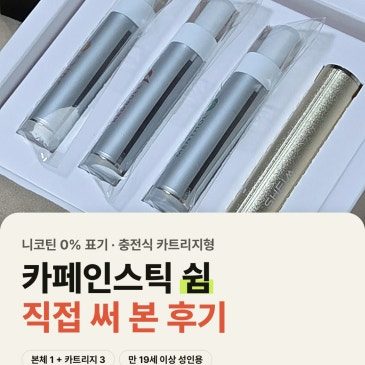 니코틴 0% 표기 · 충전식 카트리지형
카페인스틱 쉼
직접 써 본 후기
본체 1 + 카트리지 3
만 19세 이상 성인용